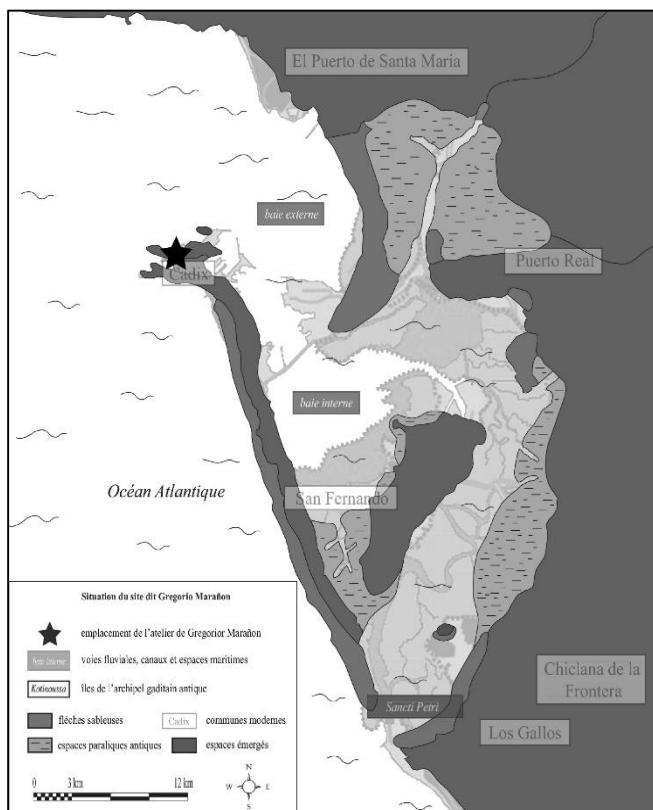 El Puerto de Santa Maria
baie externe
Cadix
Puerto Real
baie interne
Océan Atlantique
San Fernando
Situation du site dit Gregorio Marañon
emplacement de l'atelier de Gregorior Marañon
baie interne
voies fluviales, canaux et espaces maritimes
Kotinoussa
îles de l'archipel gaditain antique
flèches sableuses
Cadix
communes modernes
espaces paraliques antiques
espaces émergés
0 3 km 12 km
N
W E
S
Sancti Petri
Chiclana de la
Frontera
Los Gallos